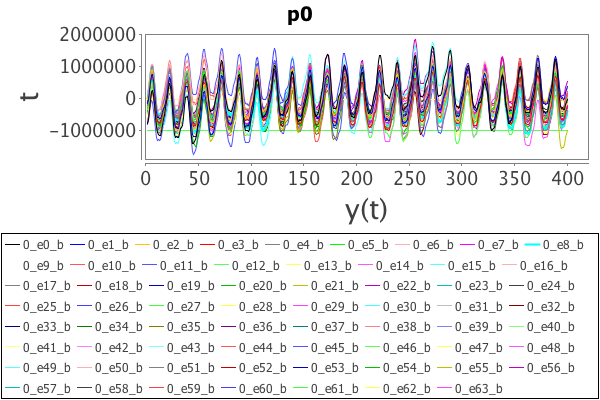 p0
2000000
1000000
0
−1000000
t
0 50 100 150 200 250 300 350 400
y(t)
0_e0_b 0_e1_b 0_e2_b 0_e3_b 0_e4_b 0_e5_b 0_e6_b 0_e7_b 0_e8_b
0_e9_b 0_e10_b 0_e11_b 0_e12_b 0_e13_b 0_e14_b 0_e15_b 0_e16_b
0_e17_b 0_e18_b 0_e19_b 0_e20_b 0_e21_b 0_e22_b 0_e23_b 0_e24_b
0_e25_b 0_e26_b 0_e27_b 0_e28_b 0_e29_b 0_e30_b 0_e31_b 0_e32_b
0_e33_b 0_e34_b 0_e35_b 0_e36_b 0_e37_b 0_e38_b 0_e39_b 0_e40_b
0_e41_b 0_e42_b 0_e43_b 0_e44_b 0_e45_b 0_e46_b 0_e47_b 0_e48_b
0_e49_b 0_e50_b 0_e51_b 0_e52_b 0_e53_b 0_e54_b 0_e55_b 0_e56_b
0_e57_b 0_e58_b 0_e59_b 0_e60_b 0_e61_b 0_e62_b 0_e63_b